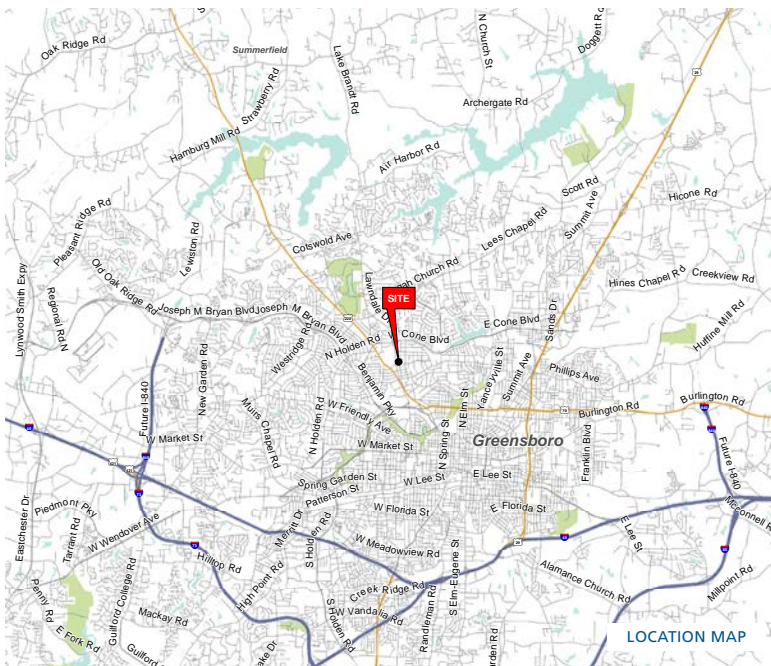 Oak Ridge Rd
Summerfield
Strawberry Rd
Lake Brandt Rd
N Church St
Doggett Rd
29
Archergate Rd
Hamburg Mill Rd
Air Harbor Rd
Scott Rd
Hicone Rd
Pleasant Ridge Rd
Lewiston Rd
Cotswold Ave
Lees Chapel Rd
Summit Ave
Old Oak Ridge Rd
Lawndale Dr
Church Rd
Hines Chapel Rd
Creekview Rd
Lynwood Smith Expy
Regional Rd N
SITE
Joseph M Bryan Blvd
Joseph M Bryan Blvd
W Cone Blvd
E Cone Blvd
Sands Dr
Huffine Mill Rd
Westridge Rd
N Holden Rd
New Garden Rd
Benjamin Pky
Yanceyville St
Summit Ave
Phillips Ave
Future I-840
Muirs Chapel Rd
N Holden Rd
W Friendly Ave
N Elm St
70
Burlington Rd
Burlington Rd
W Market St
W Market St
N Spring St
Greensboro
Franklin Blvd
Future I-840
Spring Garden St
W Lee St
E Lee St
Patterson St
Eastchester Dr
Piedmont Pky
Tarrant Rd
W Wendover Ave
Merritt Dr
S Holden Rd
W Florida St
E Florida St
E Lee St
Mcconnell Rd
W Meadowview Rd
29
Hilltop Rd
High Point Rd
Alamance Church Rd
Millpoint Rd
Penny Rd
Guilford College Rd
Creek Ridge Rd
S Elm-Eugene St
Mackay Rd
S Holden Rd
W Vandalia Rd
Randleman Rd
E Fork Rd
LOCATION MAP